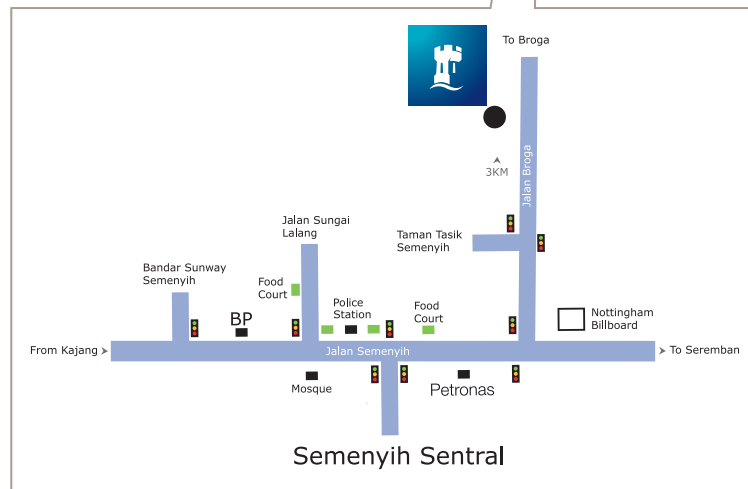 To Broga
Jalan Broga
3KM
Jalan Sungai
Lalang
Taman Tasik
Semenyih
Bandar Sunway
Semenyih
Food
Court
Police
Station
Food
Court
BP
Nottingham
Billboard
From Kajang
Jalan Semenyih
To Seremban
Mosque
Petronas
Semenyih Sentral